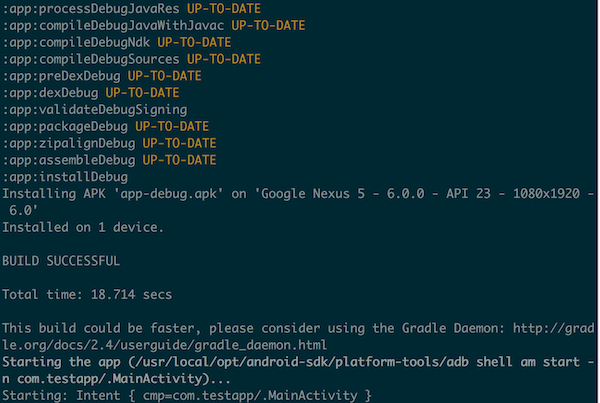 :app:processDebugJavaRes UP-TO-DATE
:app:compileDebugJavaWithJavac UP-TO-DATE
:app:compileDebugNdk UP-TO-DATE
:app:compileDebugSources UP-TO-DATE
:app:preDexDebug UP-TO-DATE
:app:dexDebug UP-TO-DATE
:app:validateDebugSigning
:app:packageDebug UP-TO-DATE
:app:zipalignDebug UP-TO-DATE
:app:assembleDebug UP-TO-DATE
:app:installDebug
Installing APK 'app-debug.apk' on 'Google Nexus 5 - 6.0.0 - API 23 - 1080x1920 -
 6.0'
Installed on 1 device.
BUILD SUCCESSFUL
Total time: 18.714 secs
This build could be faster, please consider using the Gradle Daemon: http://grad
le.org/docs/2.4/userguide/gradle_daemon.html
Starting the app (/usr/local/opt/android-sdk/platform-tools/adb shell am start -
n com.testapp/.MainActivity)...
Starting: Intent { cmp=com.testapp/.MainActivity }